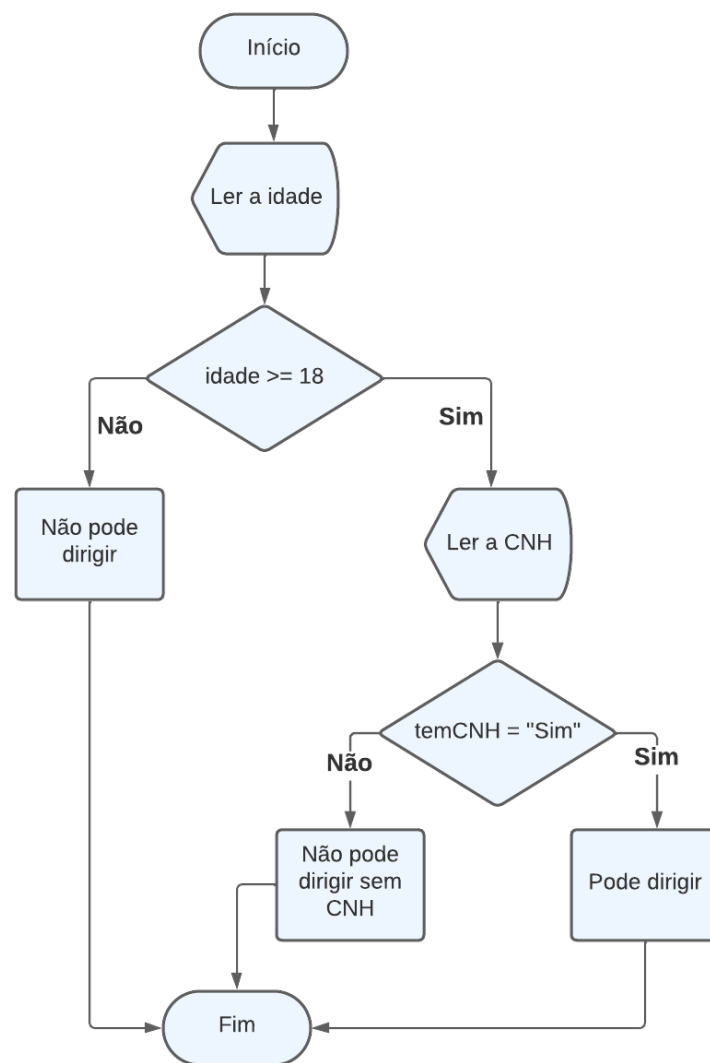 Início
Ler a idade
idade >= 18
Não
Sim
Não pode
dirigir
Ler a CNH
temCNH = "Sim"
Não
Sim
Não pode
dirigir sem
CNH
Pode dirigir
Fim